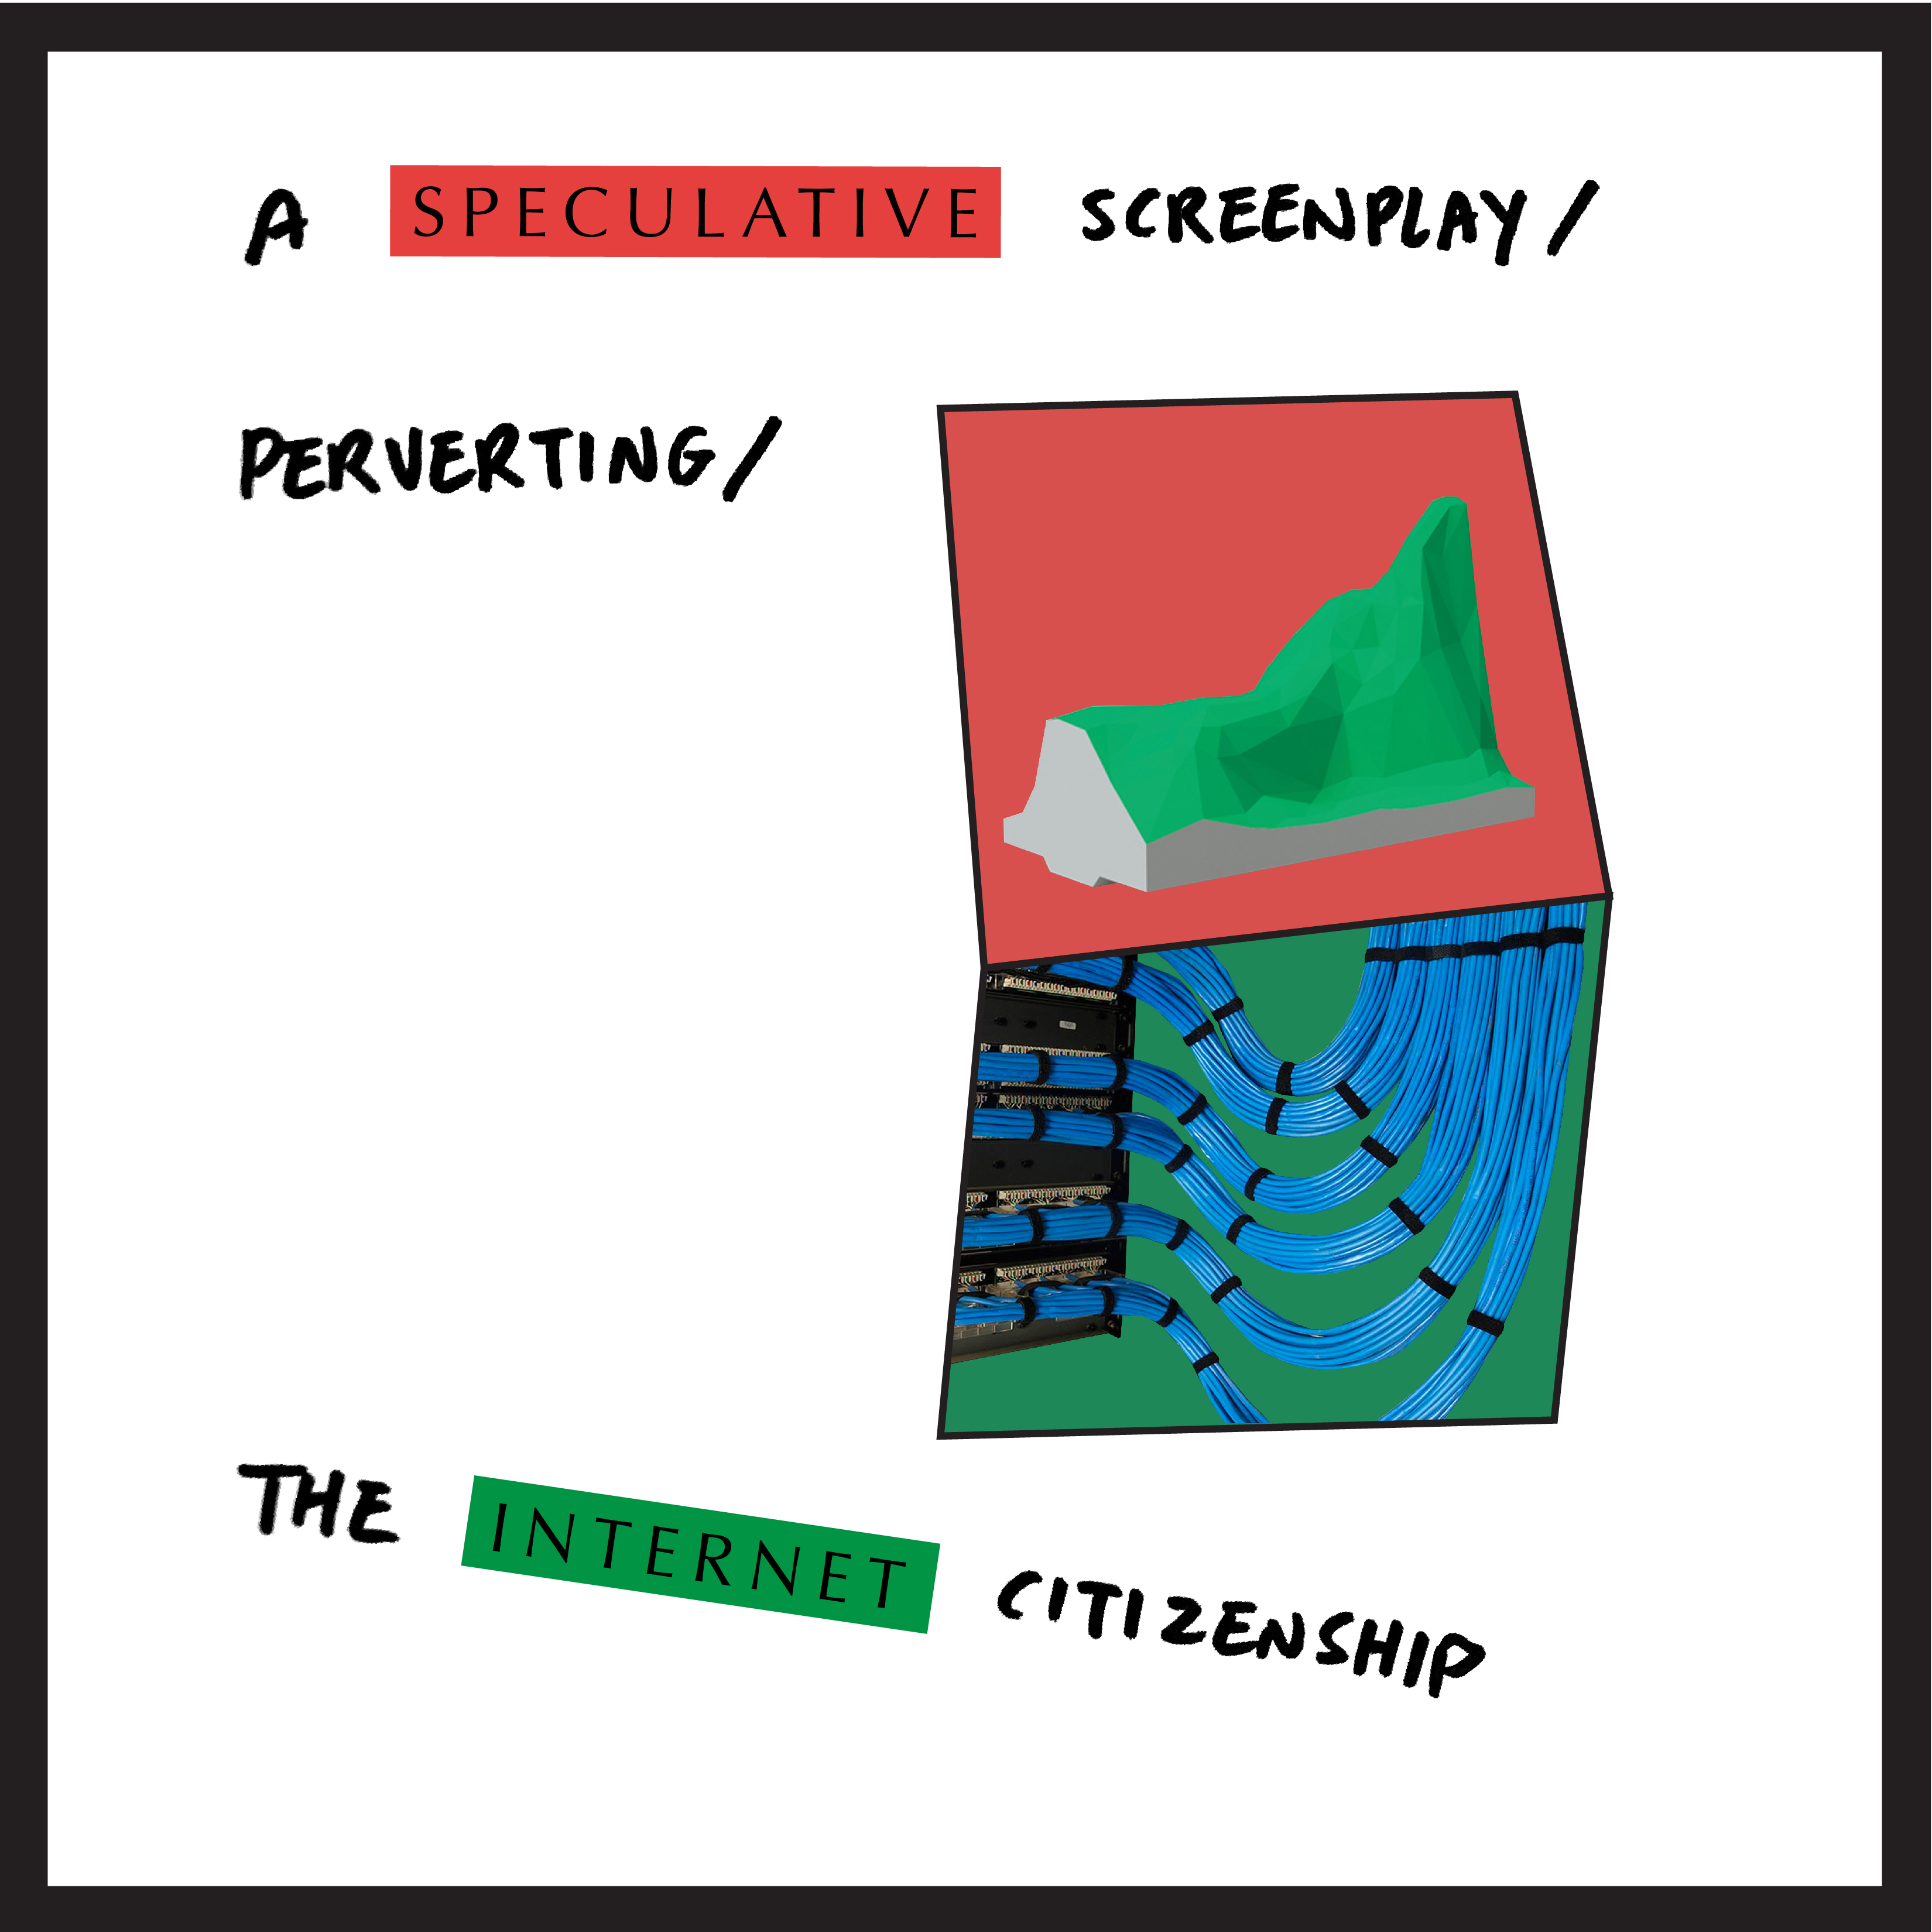 A SPECULATIVE SCREENPLAY/
PERVERTING/
THE INTERNET CITIZENSHIP